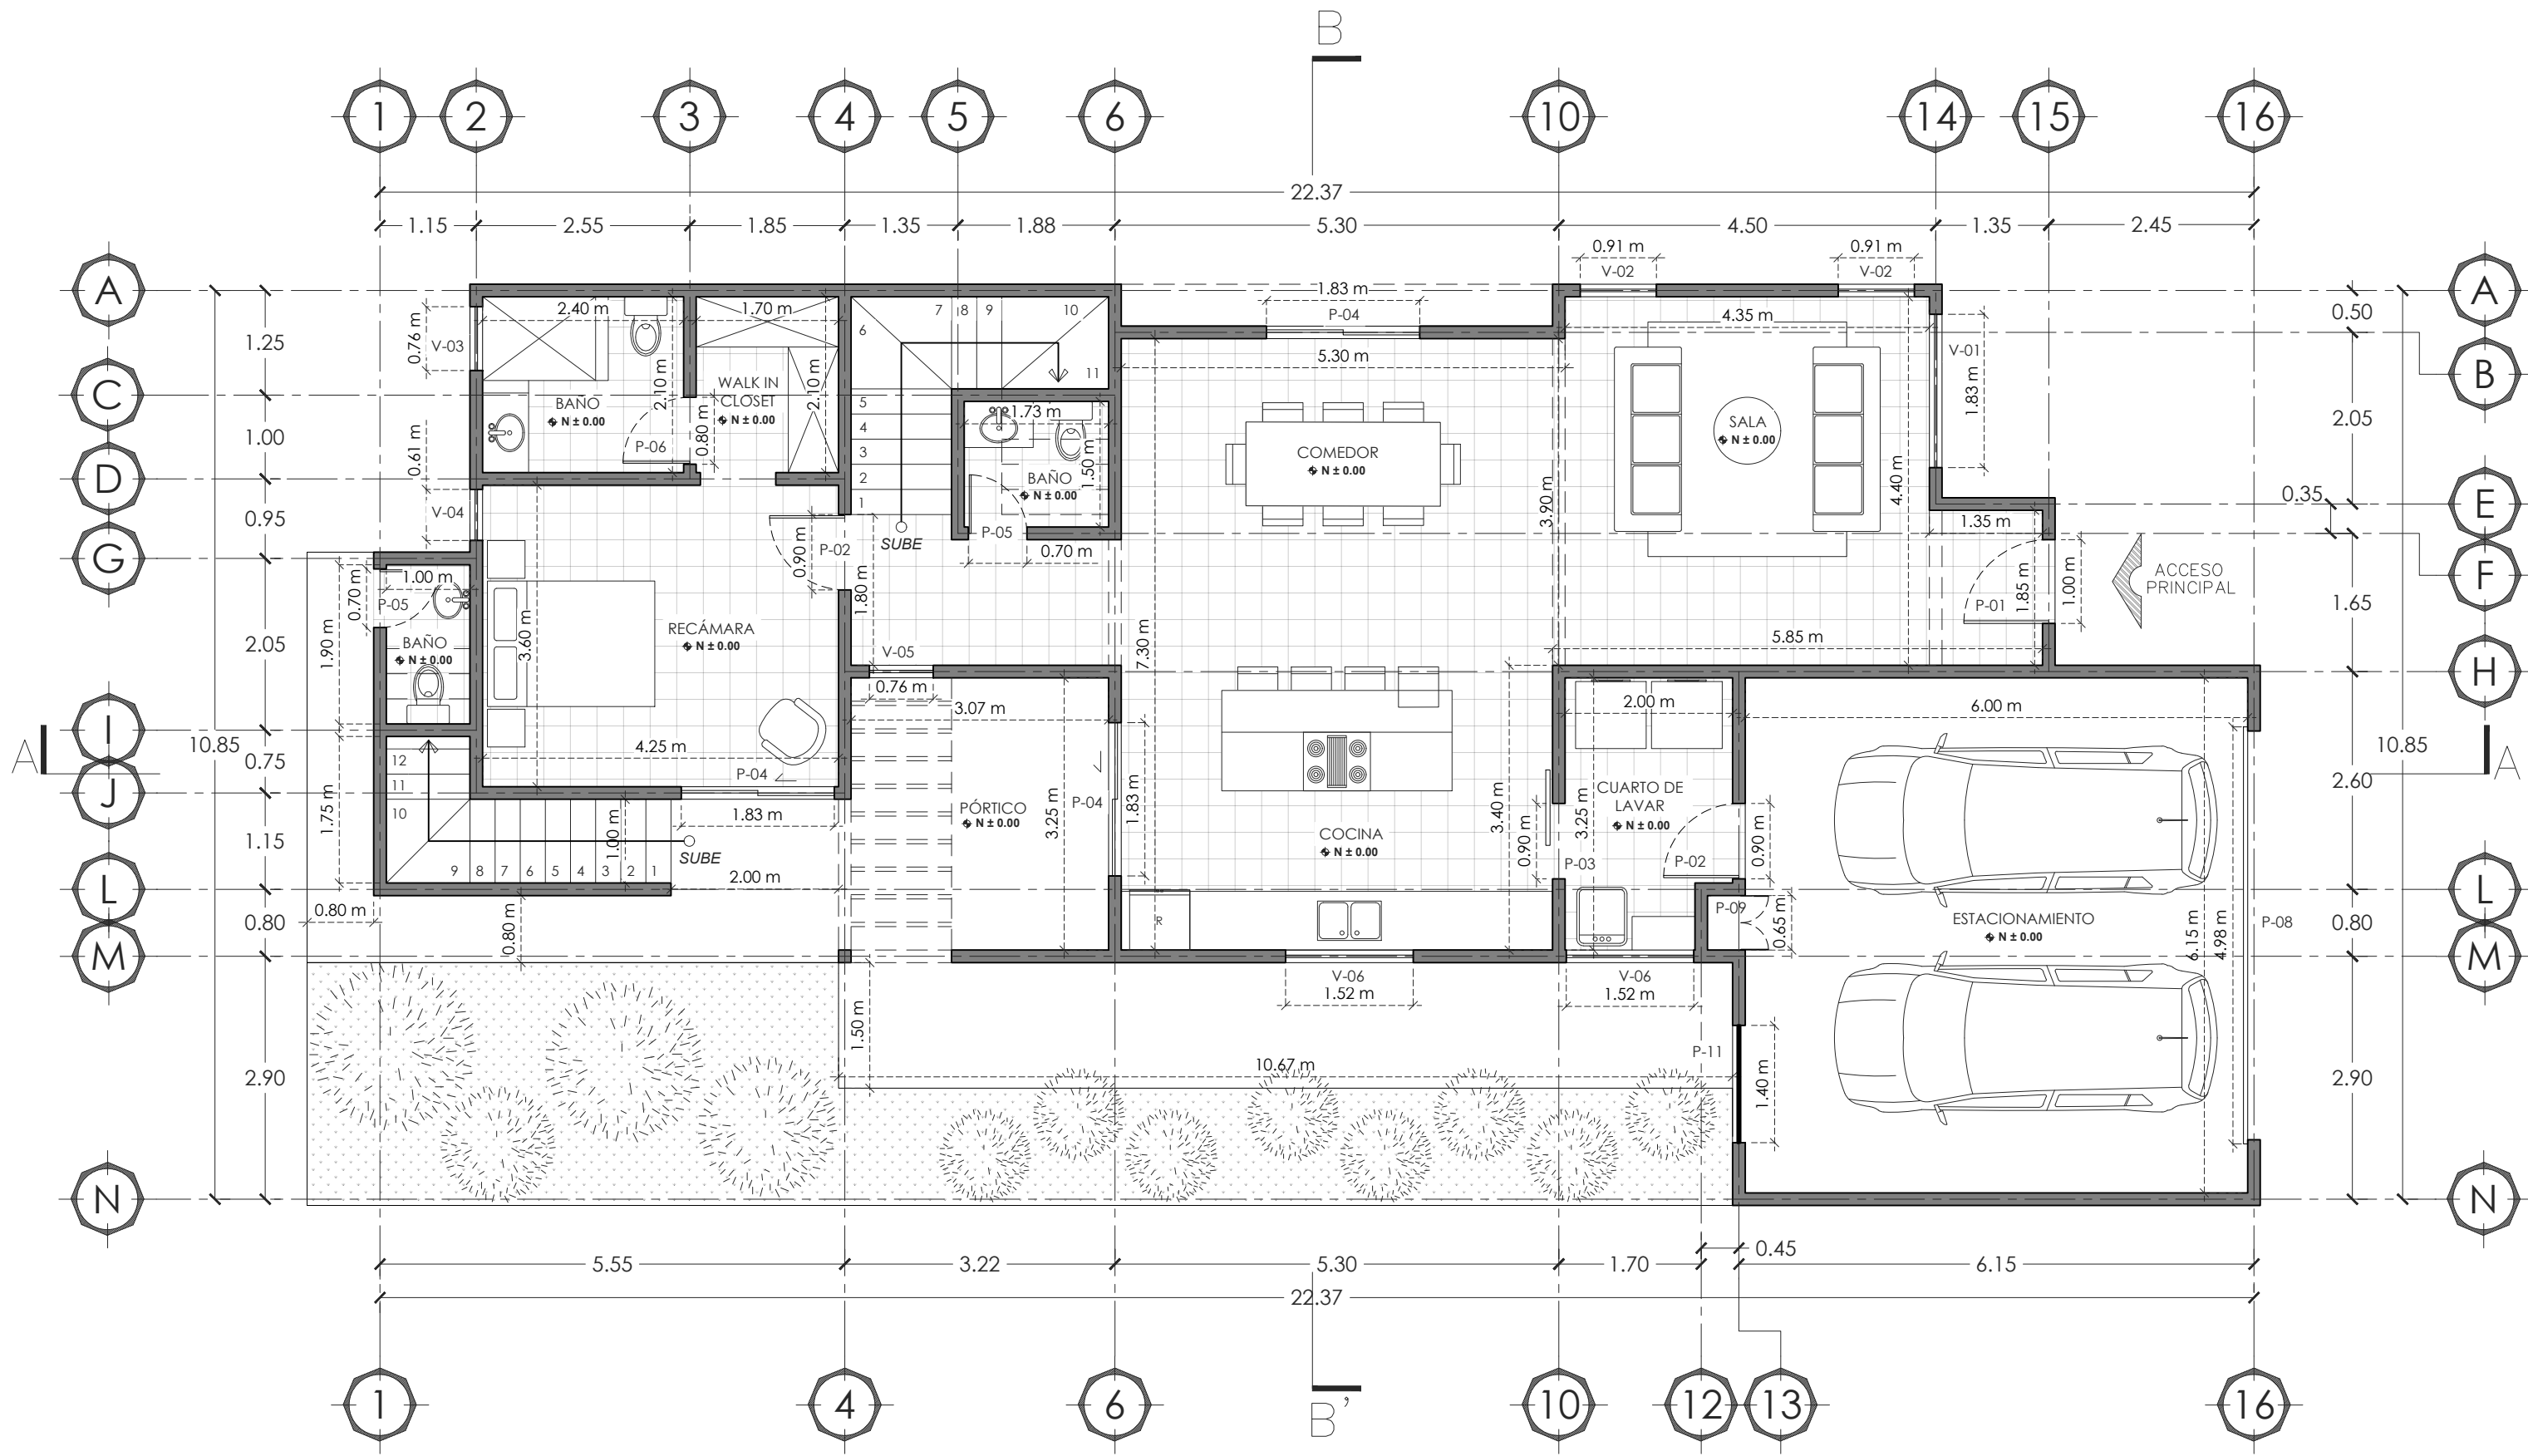 B
1 2 3 4 5 6 10 14 15 16
22.37
1.15 2.55 1.85 1.35 1.88 5.30 4.50 1.35 2.45
0.91 m 0.91 m
V-02 V-02
A A
1.83 m
P-04
0.50
2.40 m 1.70 m
7 8 9 10
6
4.35 m
0.76 m
V-03
1.25
V-01
1.83 m
5.30 m
11
B
C
2.10 m
WALK IN
CLOSET
N ± 0.00
2.10 m
BAÑO
N ± 0.00
5
4
3
2
1
1.73 m
SALA
N ± 0.00
2.05
1.00
0.61 m
P-06
0.80 m
1.50 m
BAÑO
N ± 0.00
COMEDOR
N ± 0.00
4.40 m
D
E
0.35
V-04
0.95
3.90 m
1.35 m
P-05
0.70 m
SUBE
P-02
0.90 m
G
F
1.00 m
0.70 m
P-05
1.80 m
1.85 m
1.00 m
P-01
ACCESO
PRINCIPAL
1.65
RECÁMARA
N ± 0.00
3.60 m
BAÑO
N ± 0.00
1.90 m
2.05
7.30 m
5.85 m
V-05
0.76 m
H
3.07 m
2.00 m
6.00 m
I
A
10.85
0.75
4.25 m
P-04
12
11
10
10.85
A
J
2.60
PÓRTICO
N ± 0.00
3.25 m
P-04
1.83 m
1.75 m
1.15
1.83 m
1.00 m
SUBE
9 8 7 6 5 4 3 2 1
COCINA
N ± 0.00
3.40 m
0.90 m
P-03
3.25 m
CUARTO DE
LAVAR
N ± 0.00
P-02
0.90 m
L
2.00 m
L
0.80 m
0.80
0.80 m
R
P-09
0.65 m
ESTACIONAMIENTO
N ± 0.00
6.15 m
4.98 m
P-08
0.80
M
M
V-06
1.52 m
V-06
1.52 m
1.50 m
10.67 m
P-11
1.40 m
2.90
2.90
N
N
5.55 3.22 5.30 1.70 0.45 6.15
22.37
1 4 6 10 12 13 16
B'